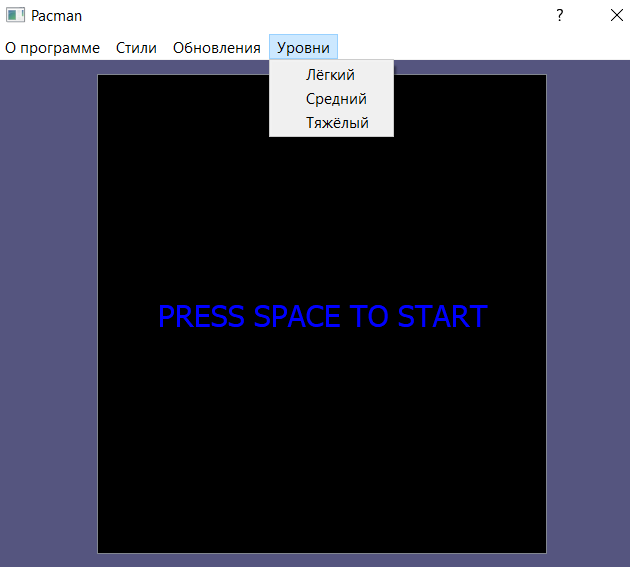 Pacman
?
О программе Стили Обновления Уровни
Лёгкий
Средний
Тяжёлый
PRESS SPACE TO START